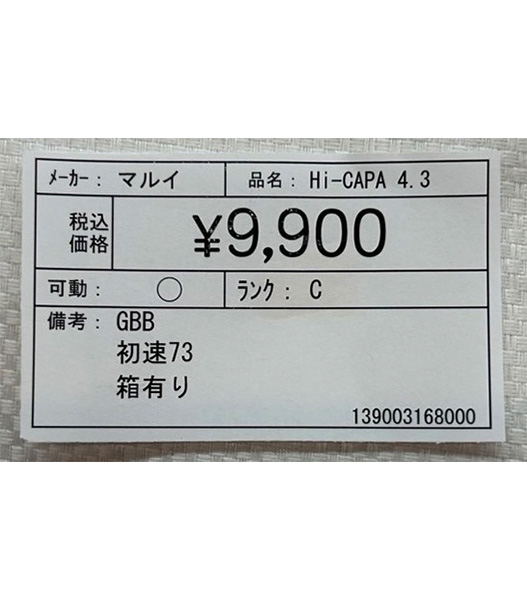 ﾒｰｶｰ： マルイ 品名： Hi-CAPA 4.3
税込
価格 ¥9,900
可動： ○ ﾗﾝｸ： C
備考： GBB
初速73
箱有り
139003168000